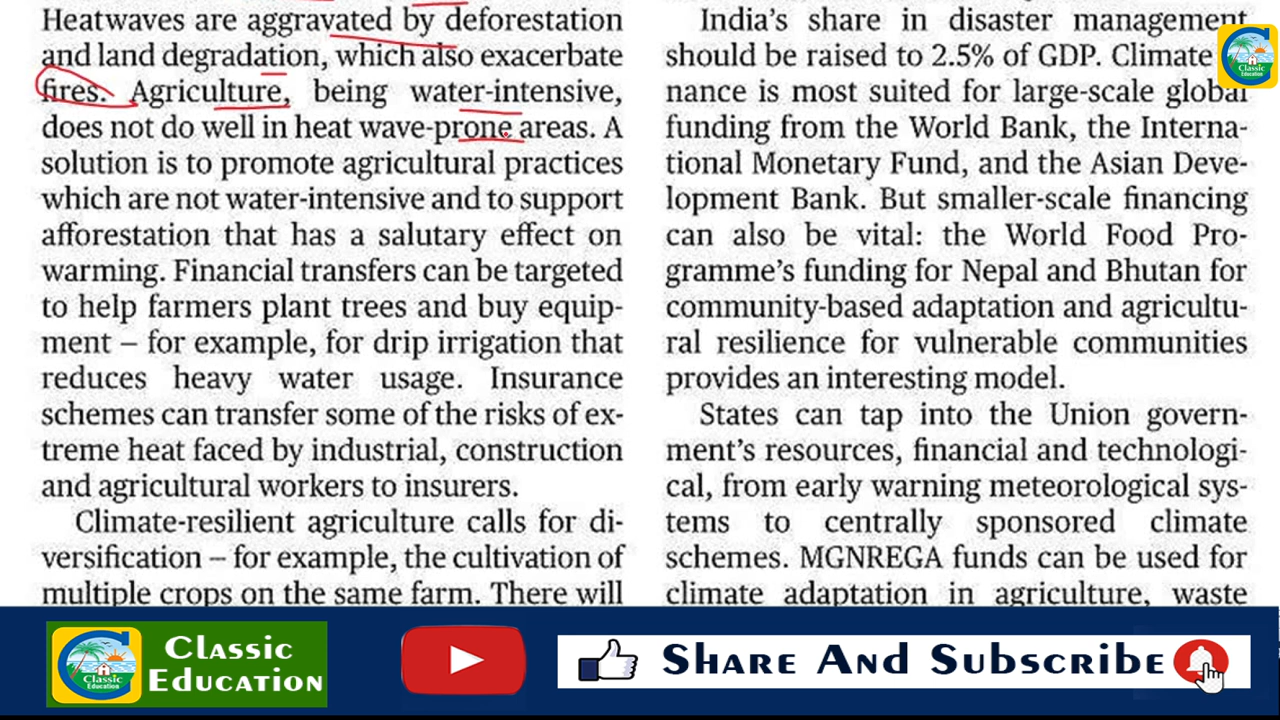 Heatwaves are aggravated by deforestation
and land degradation, which also exacerbate
fires. Agriculture, being water-intensive,
does not do well in heat wave-prone areas. A
solution is to promote agricultural practices
which are not water-intensive and to support
afforestation that has a salutary effect on
warming. Financial transfers can be targeted
to help farmers plant trees and buy equip-
ment – for example, for drip irrigation that
reduces heavy water usage. Insurance
schemes can transfer some of the risks of ex-
treme heat faced by industrial, construction
and agricultural workers to insurers.
Climate-resilient agriculture calls for di-
versification – for example, the cultivation of
multiple crops on the same farm. There will
India's share in disaster management
should be raised to 2.5% of GDP. Climate
nance is most suited for large-scale global
funding from the World Bank, the Interna-
tional Monetary Fund, and the Asian Deve-
lopment Bank. But smaller-scale financing
can also be vital: the World Food Pro-
gramme's funding for Nepal and Bhutan for
community-based adaptation and agricultu-
ral resilience for vulnerable communities
provides an interesting model.
States can tap into the Union govern-
ment's resources, financial and technologi-
cal, from early warning meteorological sys-
tems to centrally sponsored climate
schemes. MGNREGA funds can be used for
climate adaptation in agriculture, waste
Classic
Education
Classic
Education
Classic
Education
Share And Subscribe